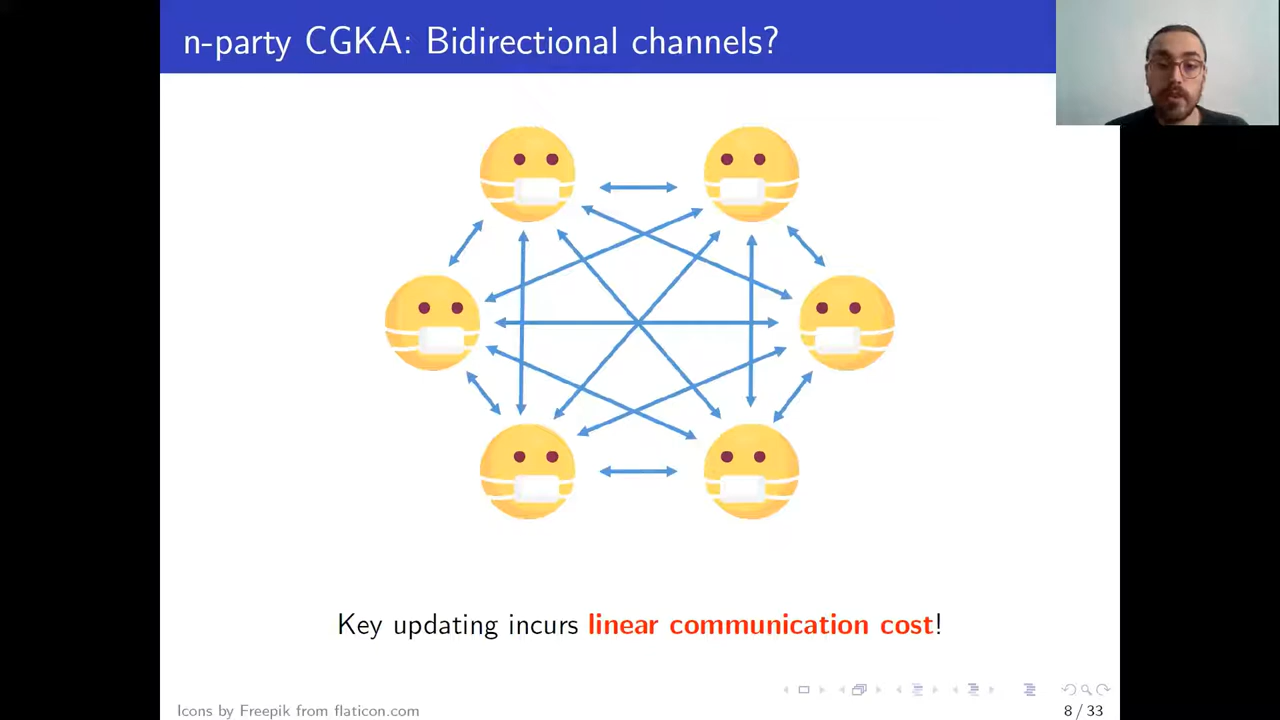 n-party CGKA: Bidirectional channels?
Key updating incurs linear communication cost!
Icons by Freepik from flaticon.com
8 / 33